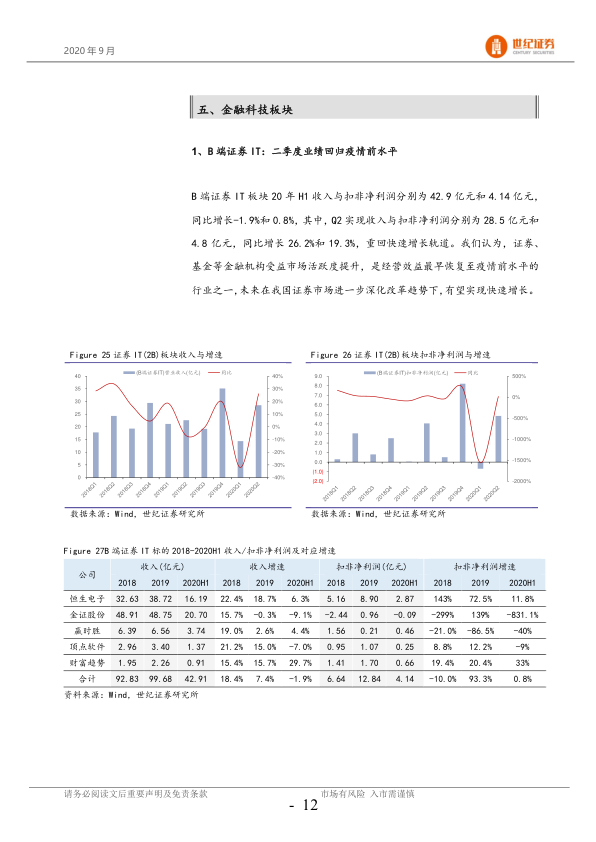 2020 年 9 月
世纪证券
CENTURY SECURITIES
五、金融科技板块
1、B 端证券 IT：二季度业绩回归疫情前水平
B 端证券 IT 板块 20 年 H1 收入与扣非净利润分别为 42.9 亿元和 4.14 亿元，
同比增长-1.9%和 0.8%，其中，Q2 实现收入与扣非净利润分别为 28.5 亿元和
4.8 亿元，同比增长 26.2%和 19.3%，重回快速增长轨道。我们认为，证券、
基金等金融机构受益市场活跃度提升，是经营效益最早恢复至疫情前水平的
行业之一,未来在我国证券市场进一步深化改革趋势下,有望实现快速增长。
Figure 25 证券 IT(2B)板块收入与增速
(B端证券IT)营业收入(亿元) 同比
40 35 30 25 20 15 10 5 0
40% 30% 20% 10% 0% -10% -20% -30% -40%
2018Q1 2018Q2 2018Q3 2018Q4 2019Q1 2019Q2 2019Q3 2019Q4 2020Q1 2020Q2
数据来源：Wind，世纪证券研究所
Figure 26 证券 IT(2B)板块扣非净利润与增速
(B端证券IT)扣非净利润(亿元) 同比
9.0 8.0 7.0 6.0 5.0 4.0 3.0 2.0 1.0 0.0 (1.0) (2.0)
500% 0% -500% -1000% -1500% -2000%
2018Q1 2018Q2 2018Q3 2018Q4 2019Q1 2019Q2 2019Q3 2019Q4 2020Q1 2020Q2
数据来源：Wind，世纪证券研究所
Figure 27B 端证券 IT 标的 2018-2020H1 收入/扣非净利润及对应增速
公司 收入(亿元) 收入增速 扣非净利润(亿元) 扣非净利润增速
2018 2019 2020H1 2018 2019 2020H1 2018 2019 2020H1 2018 2019 2020H1
恒生电子 32.63 38.72 16.19 22.4% 18.7% 6.3% 5.16 8.90 2.87 143% 72.5% 11.8%
金证股份 48.91 48.75 20.70 15.7% -0.3% -9.1% -2.44 0.96 -0.09 -299% 139% -831.1%
赢时胜 6.39 6.56 3.74 19.0% 2.6% 4.4% 1.56 0.21 0.46 -21.0% -86.5% -40%
顶点软件 2.96 3.40 1.37 21.2% 15.0% -7.0% 0.95 1.07 0.25 8.8% 12.2% -9%
财富趋势 1.95 2.26 0.91 15.4% 15.7% 29.7% 1.41 1.70 0.66 19.4% 20.4% 33%
合计 92.83 99.68 42.91 18.4% 7.4% -1.9% 6.64 12.84 4.14 -10.0% 93.3% 0.8%
资料来源：Wind，世纪证券研究所
请务必阅读文后重要声明及免责条款 市场有风险 入市需谨慎
- 12